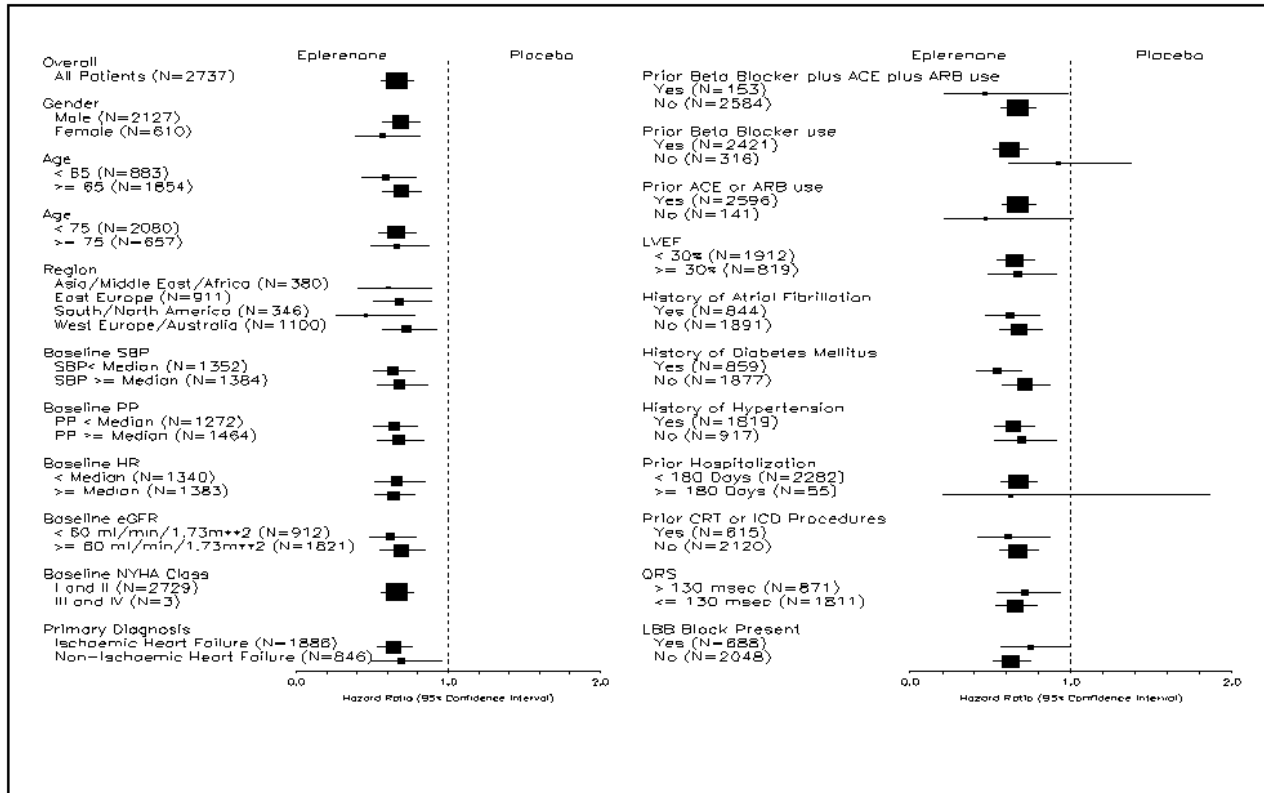 Eplerenone Placebo
Overall
All Patients (N=2737)
Gender
Male (N=2127)
Female (N=610)
Age
< 65 (N=883)
>= 65 (N=1854)
Age
< 75 (N=2080)
>= 75 (N=657)
Region
Asia/Middle East/Africa (N=380)
East Europe (N=911)
South/North America (N=346)
West Europe/Australia (N=1100)
Baseline SBP
SBP< Median (N=1352)
SBP >= Median (N=1384)
Baseline PP
PP < Median (N=1272)
PP >= Median (N=1464)
Baseline HR
< Median (N=1340)
>= Median (N=1383)
Baseline eGFR
< 60 ml/min/1.73m**2 (N=912)
>= 60 ml/min/1.73m**2 (N=1821)
Baseline NYHA Class
I and II (N=2729)
III and IV (N=3)
Primary Diagnosis
Ischaemic Heart Failure (N=1886)
Non-Ischaemic Heart Failure (N=846)
0.0 1.0 2.0
Hazard Ratio (95% Confidence Interval)
Eplerenone Placebo
Prior Beta Blocker plus ACE plus ARB use
Yes (N=153)
No (N=2584)
Prior Beta Blocker use
Yes (N=2421)
No (N=316)
Prior ACE or ARB use
Yes (N=2596)
No (N=141)
LVEF
< 30% (N=1912)
>= 30% (N=819)
History of Atrial Fibrillation
Yes (N=844)
No (N=1891)
History of Diabetes Mellitus
Yes (N=859)
No (N=1877)
History of Hypertension
Yes (N=1819)
No (N=917)
Prior Hospitalization
< 180 Days (N=2282)
>= 180 Days (N=55)
Prior CRT or ICD Procedures
Yes (N=615)
No (N=2120)
QRS
> 130 msec (N=871)
<= 130 msec (N=1811)
LBB Block Present
Yes (N=688)
No (N=2048)
0.0 1.0 2.0
Hazard Ratio (95% Confidence Interval)